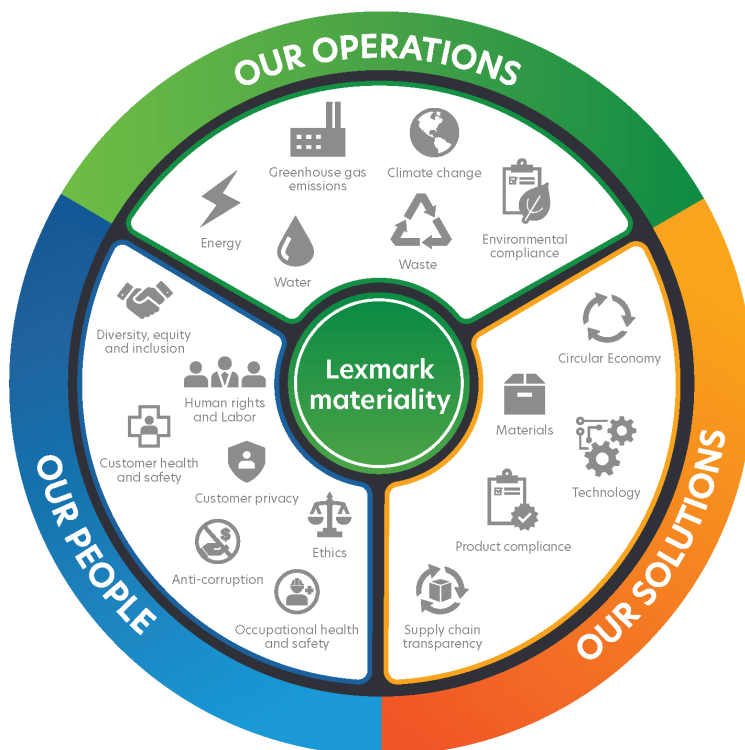 OUR OPERATIONS
Greenhouse gas
emissions
Climate change
Energy
Water
Waste
Environmental
compliance
Lexmark
materiality
OUR PEOPLE
Diversity, equity
and inclusion
Human rights
and Labor
Customer health
and safety
Customer privacy
Ethics
Anti-corruption
Occupational health
and safety
OUR SOLUTIONS
Circular Economy
Materials
Technology
Product compliance
Supply chain
transparency